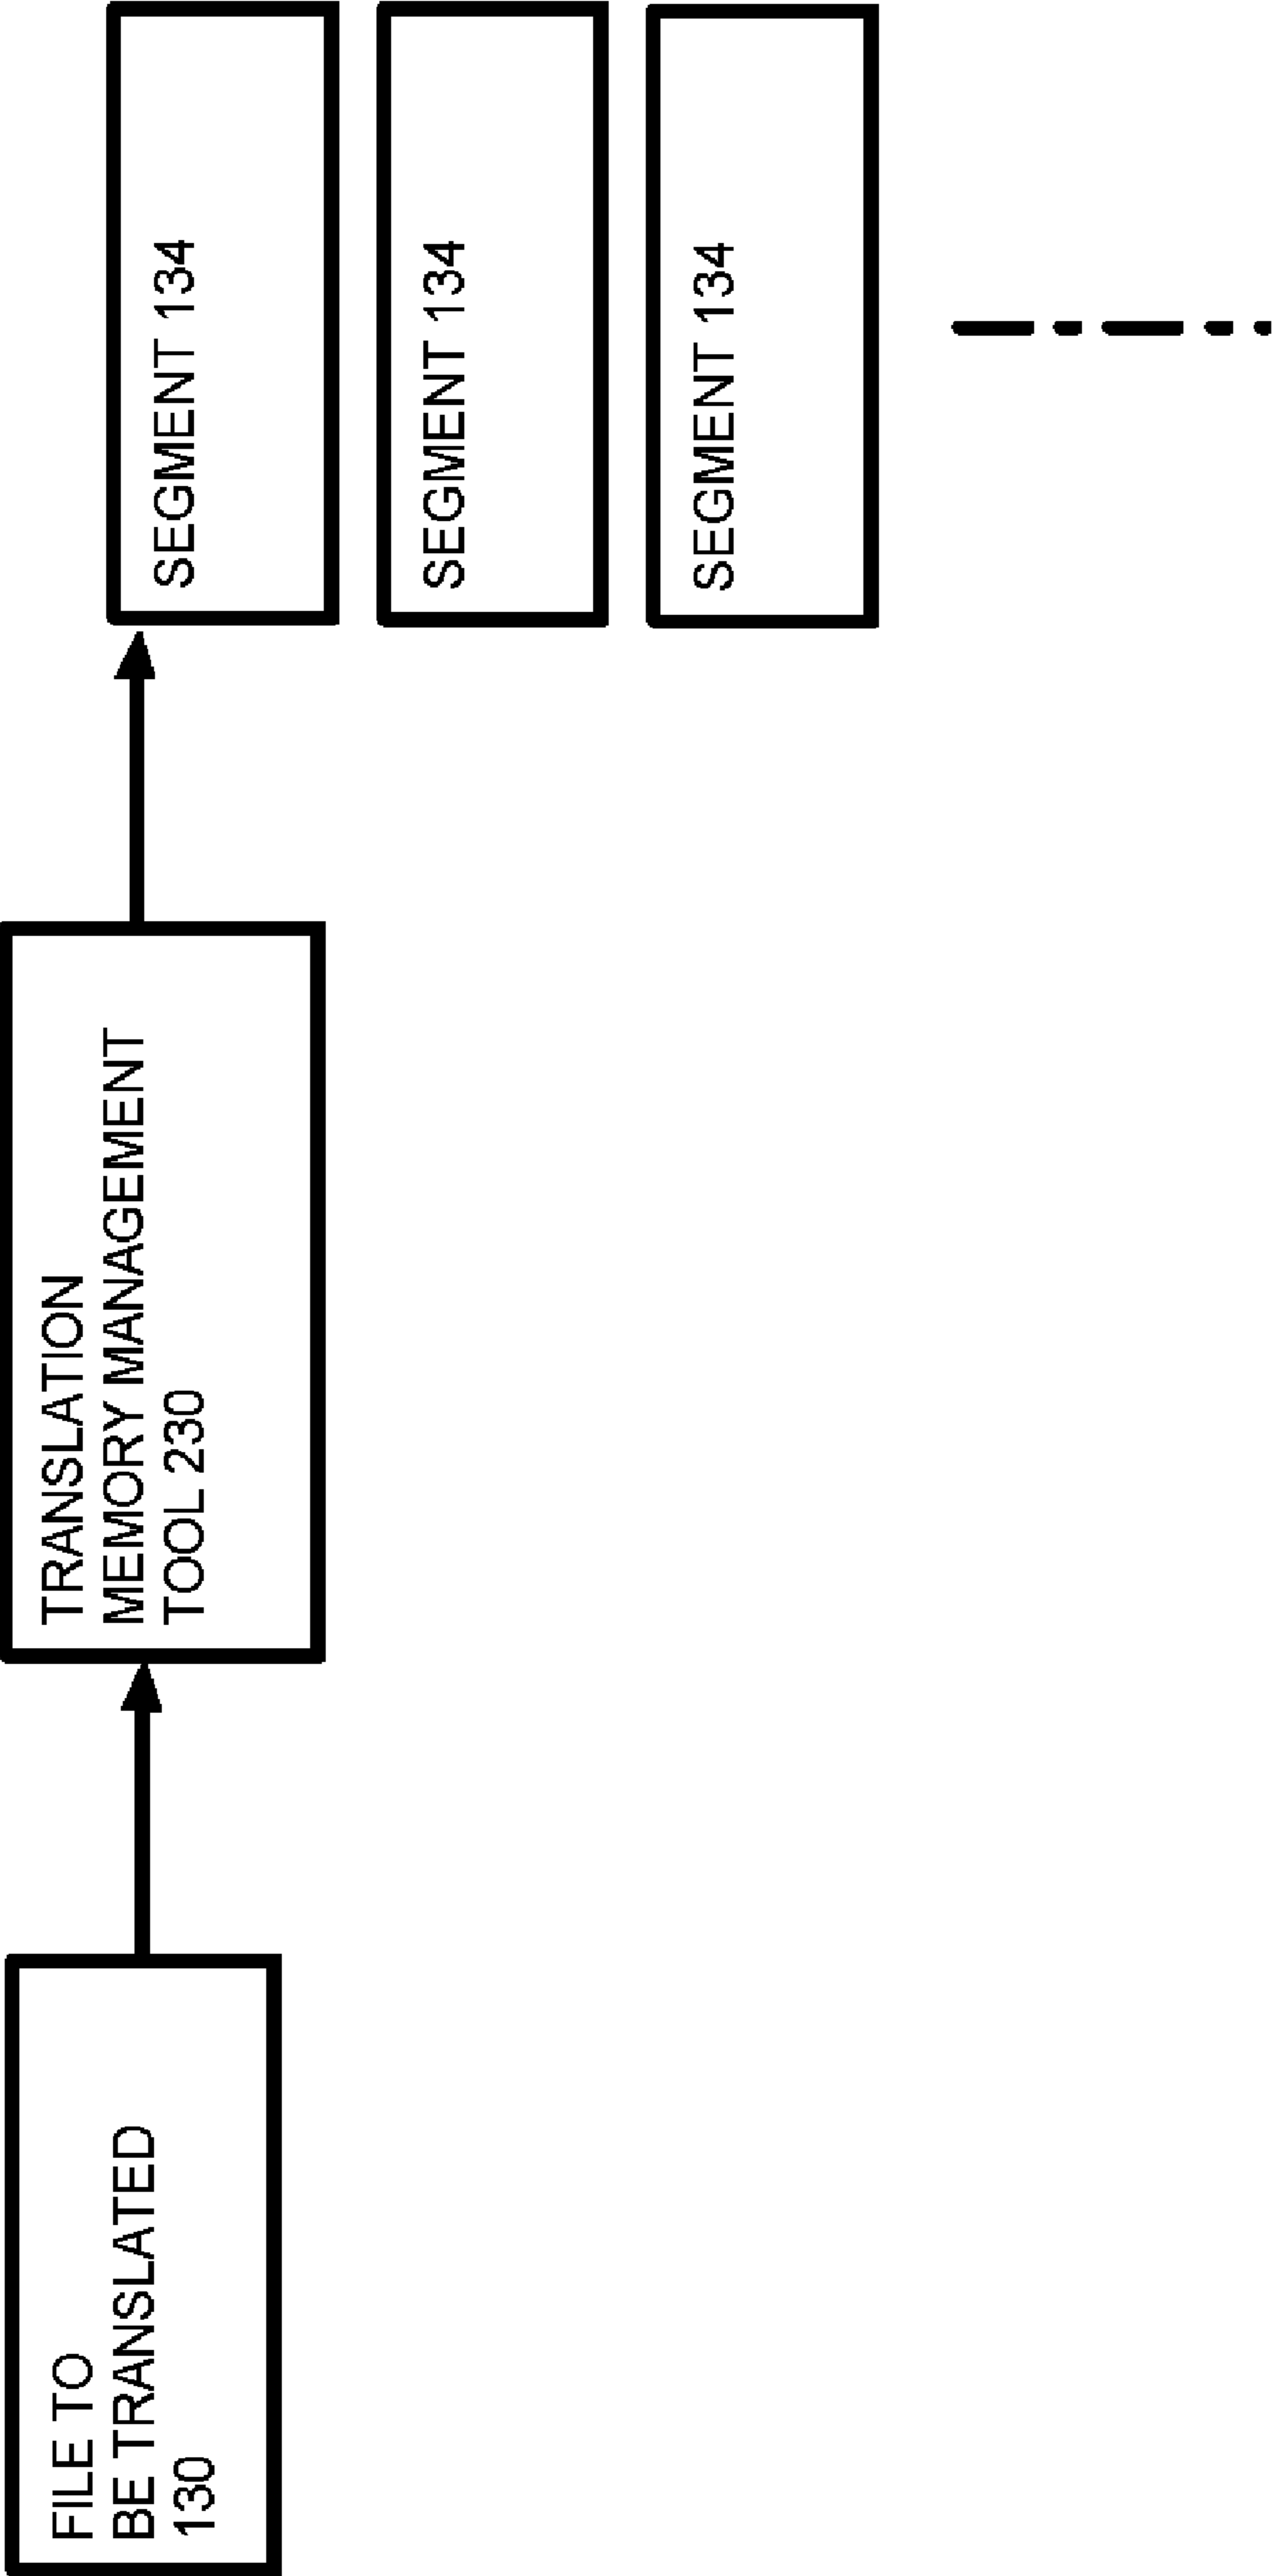 FILE TO
BE TRANSLATED
130
TRANSLATION
MEMORY MANAGEMENT
TOOL 230
SEGMENT 134
SEGMENT 134
SEGMENT 134